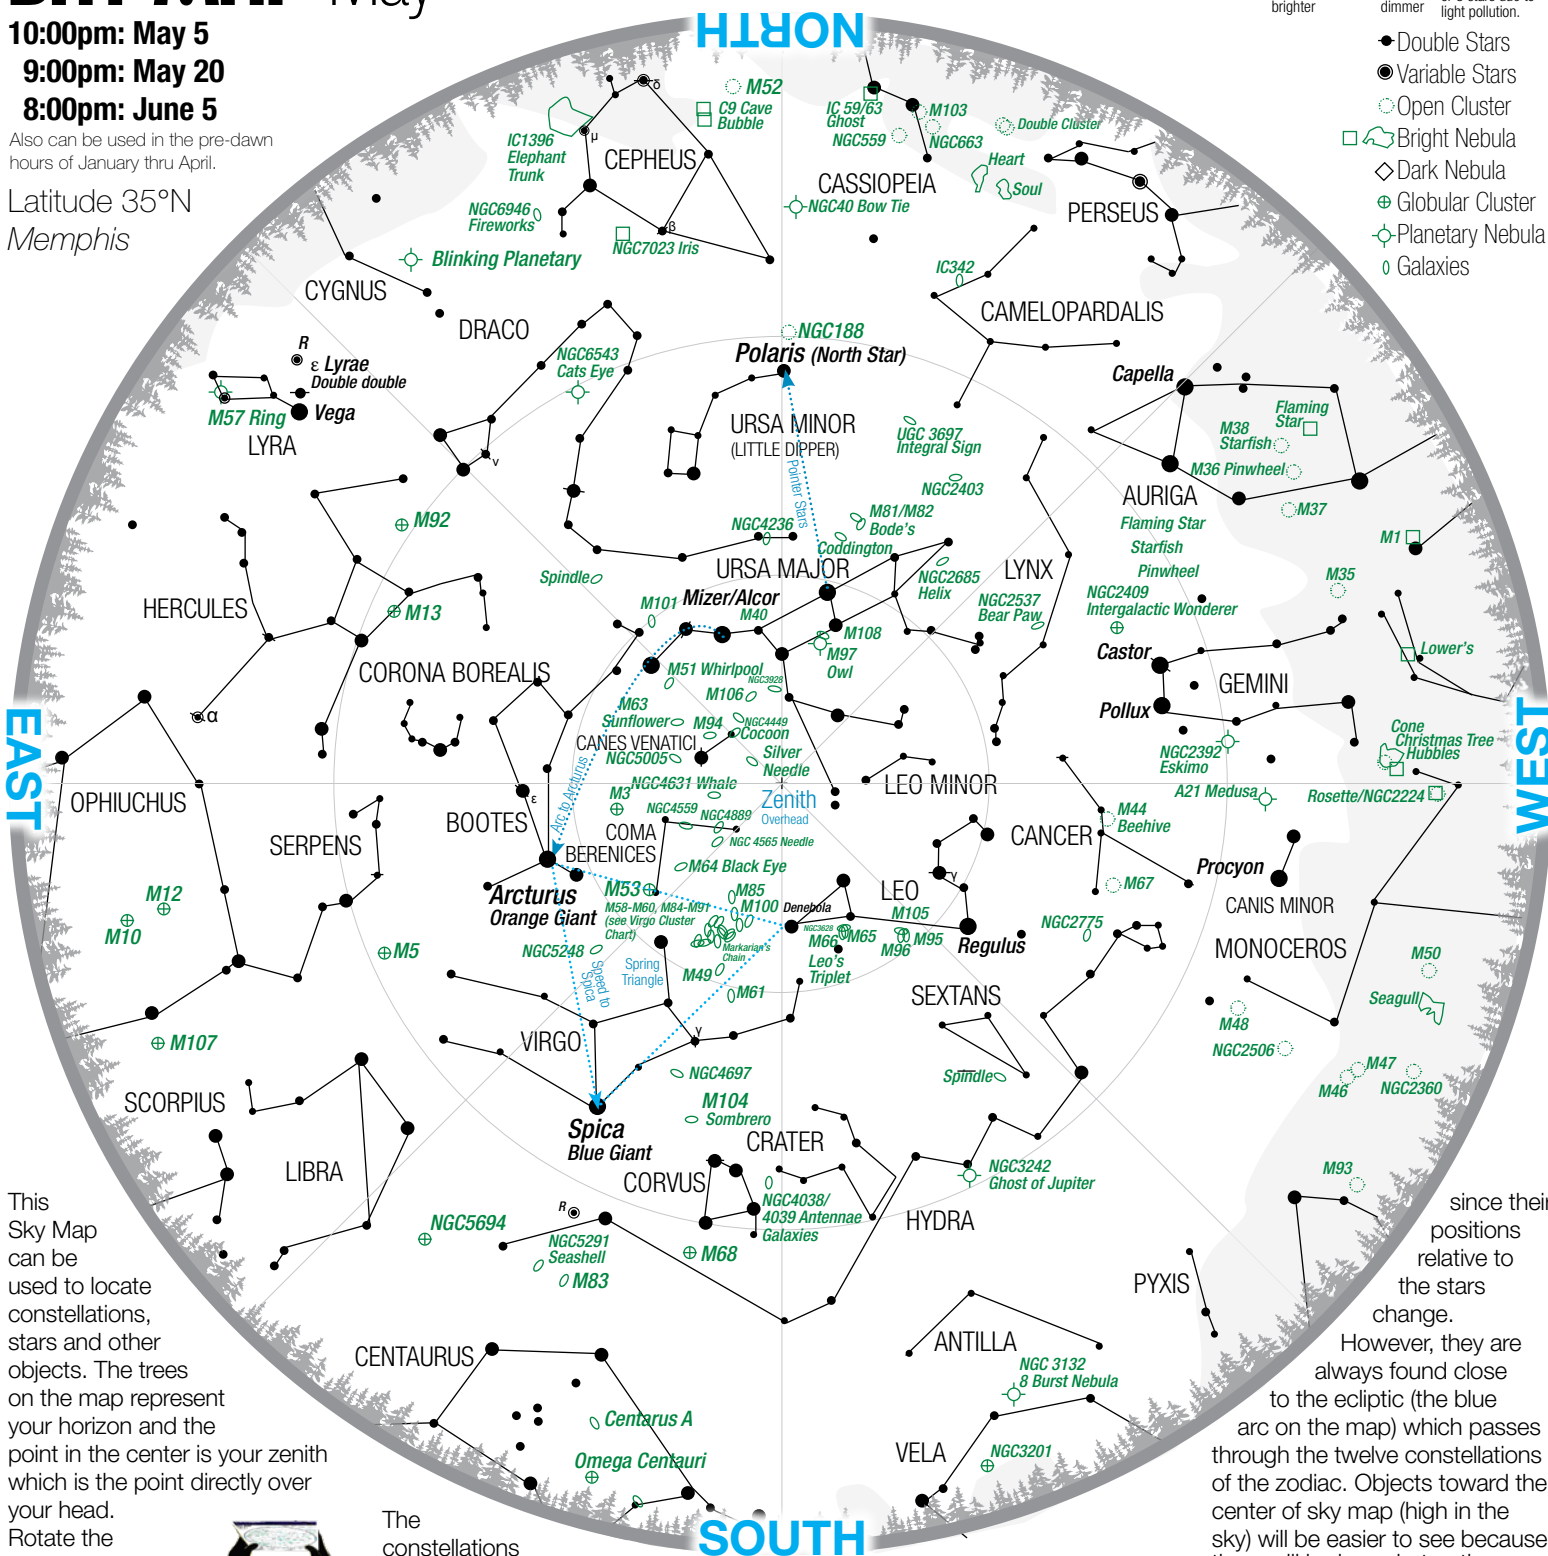 May
10:00pm: May 5
9:00pm: May 20
8:00pm: June 5
Also can be used in the pre-dawn
hours of January thru April.
Latitude 35°N
Memphis
brighter
dimmer
light pollution.
Double Stars
Variable Stars
Open Cluster
Bright Nebula
Dark Nebula
Globular Cluster
Planetary Nebula
Galaxies
NORTH
δ
M52
C9 Cave
Bubble
IC 59/63
Ghost
NGC559
M103
NGC663
Double Cluster
Heart
Soul
IC1396
Elephant
Trunk
μ
CEPHEUS
CASSIOPEIA
PERSEUS
NGC40 Bow Tie
NGC6946
Fireworks
β
NGC7023 Iris
Blinking Planetary
CYGNUS
IC342
CAMELOPARDALIS
DRACO
NGC188
Polaris (North Star)
R
ε Lyrae
Double double
NGC6543
Cats Eye
Capella
M57 Ring
Vega
LYRA
URSA MINOR
(LITTLE DIPPER)
Pointer Stars
UGC 3697
Integral Sign
Flaming
Star
M38
Starfish
M36 Pinwheel
ν
NGC2403
AURIGA
M37
M92
NGC4236
M81/M82
Bode's
Coddington
Flaming Star
Starfish
Pinwheel
M1
URSA MAJOR
Spindle
NGC2685
Helix
LYNX
M35
Mizer/Alcor
M40
NGC2537
Bear Paw
NGC2409
Intergalactic Wonderer
HERCULES
M13
M101
M108
M97
Owl
Castor
Lower's
CORONA BOREALIS
M51 Whirlpool
NGC3928
M106
GEMINI
Pollux
EAST
WEST
α
M63
Sunflower
M94
NGC4449
Cocoon
CANES VENATICI
NGC5005
Silver
Needle
NGC2392
Eskimo
Cone
Christmas Tree
Hubbles
LEO MINOR
NGC4631 Whale
M3
Zenith
Overhead
A21 Medusa
Rosette/NGC2224
OPHIUCHUS
ε
Arc to Arcturus
NGC4559
NGC4889
M44
Beehive
BOOTES
COMA
BERENICES
NGC 4565 Needle
CANCER
SERPENS
M64 Black Eye
Procyon
M12
Arcturus
Orange Giant
M53
M85
M100
γ
LEO
M67
M10
M58-M60, M84-M91
(see Virgo Cluster
Chart)
Denebola
M105
CANIS MINOR
NGC3628
M66
M65
M95
M96
Regulus
NGC2775
M5
NGC5248
Markarian's
Chain
Leo's
Triplet
MONOCEROS
M50
Speed to
Spica
Spring
Triangle
M49
M61
SEXTANS
Seagull
M48
M107
VIRGO
γ
NGC2506
NGC4697
Spindle
M47
M46
NGC2360
SCORPIUS
M104
Sombrero
Spica
Blue Giant
CRATER
LIBRA
CORVUS
NGC3242
Ghost of Jupiter
M93
R
NGC4038/
4039 Antennae
Galaxies
HYDRA
NGC5694
NGC5291
Seashell
M83
M68
PYXIS
ANTILLA
CENTAURUS
NGC 3132
8 Burst Nebula
Centarus A
Omega Centauri
VELA
NGC3201
SOUTH
This
Sky Map
can be
used to locate
constellations,
stars and other
objects. The trees
on the map represent
your horizon and the
point in the center is your zenith
which is the point directly over
your head.
Rotate the
The
constellations
since their
positions
relative to
the stars
change.
However, they are
always found close
to the ecliptic (the blue
arc on the map) which passes
through the twelve constellations
of the zodiac. Objects toward the
center of sky map (high in the
sky) will be easier to see because